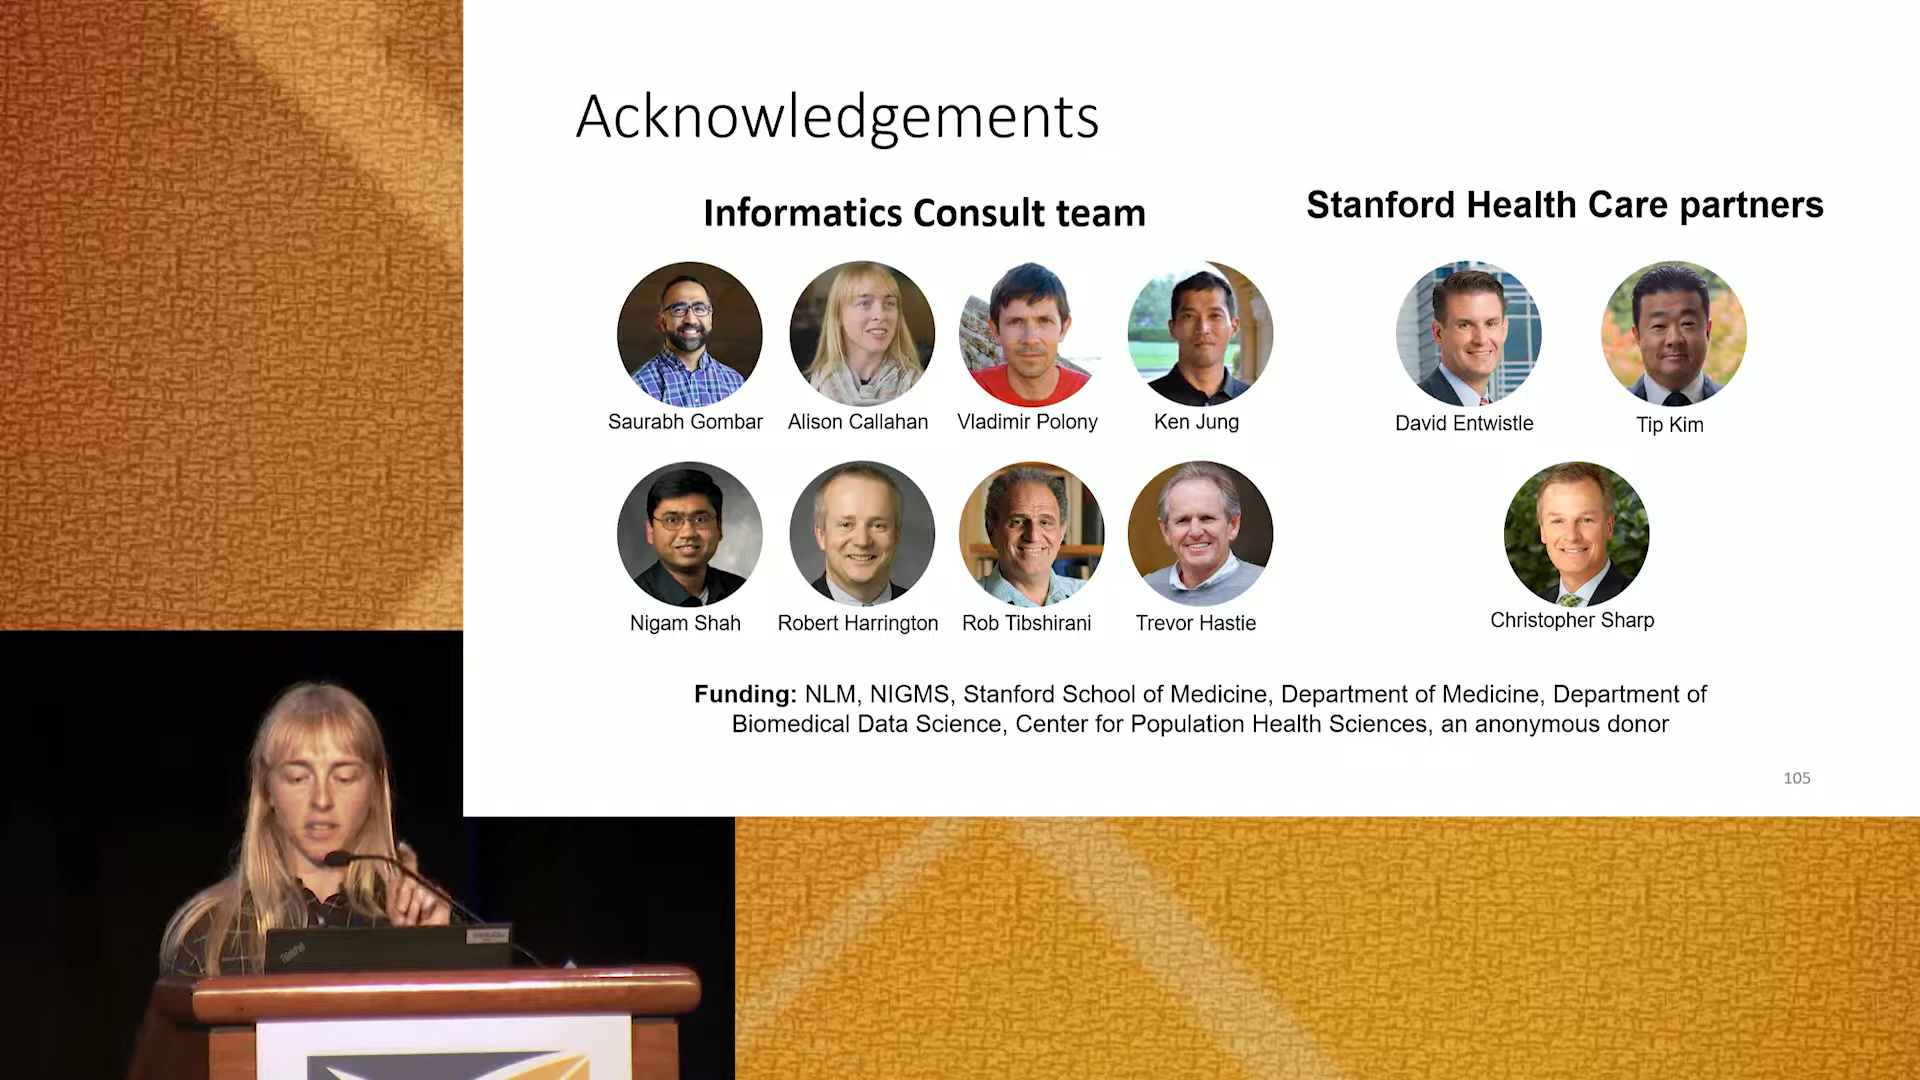 Acknowledgements
Informatics Consult team
Stanford Health Care partners
Saurabh Gombar
Alison Callahan
Vladimir Polony
Ken Jung
David Entwistle
Tip Kim
Nigam Shah
Robert Harrington
Rob Tibshirani
Trevor Hastie
Christopher Sharp
Funding: NLM, NIGMS, Stanford School of Medicine, Department of Medicine, Department of
Biomedical Data Science, Center for Population Health Sciences, an anonymous donor
105
ThinkPad